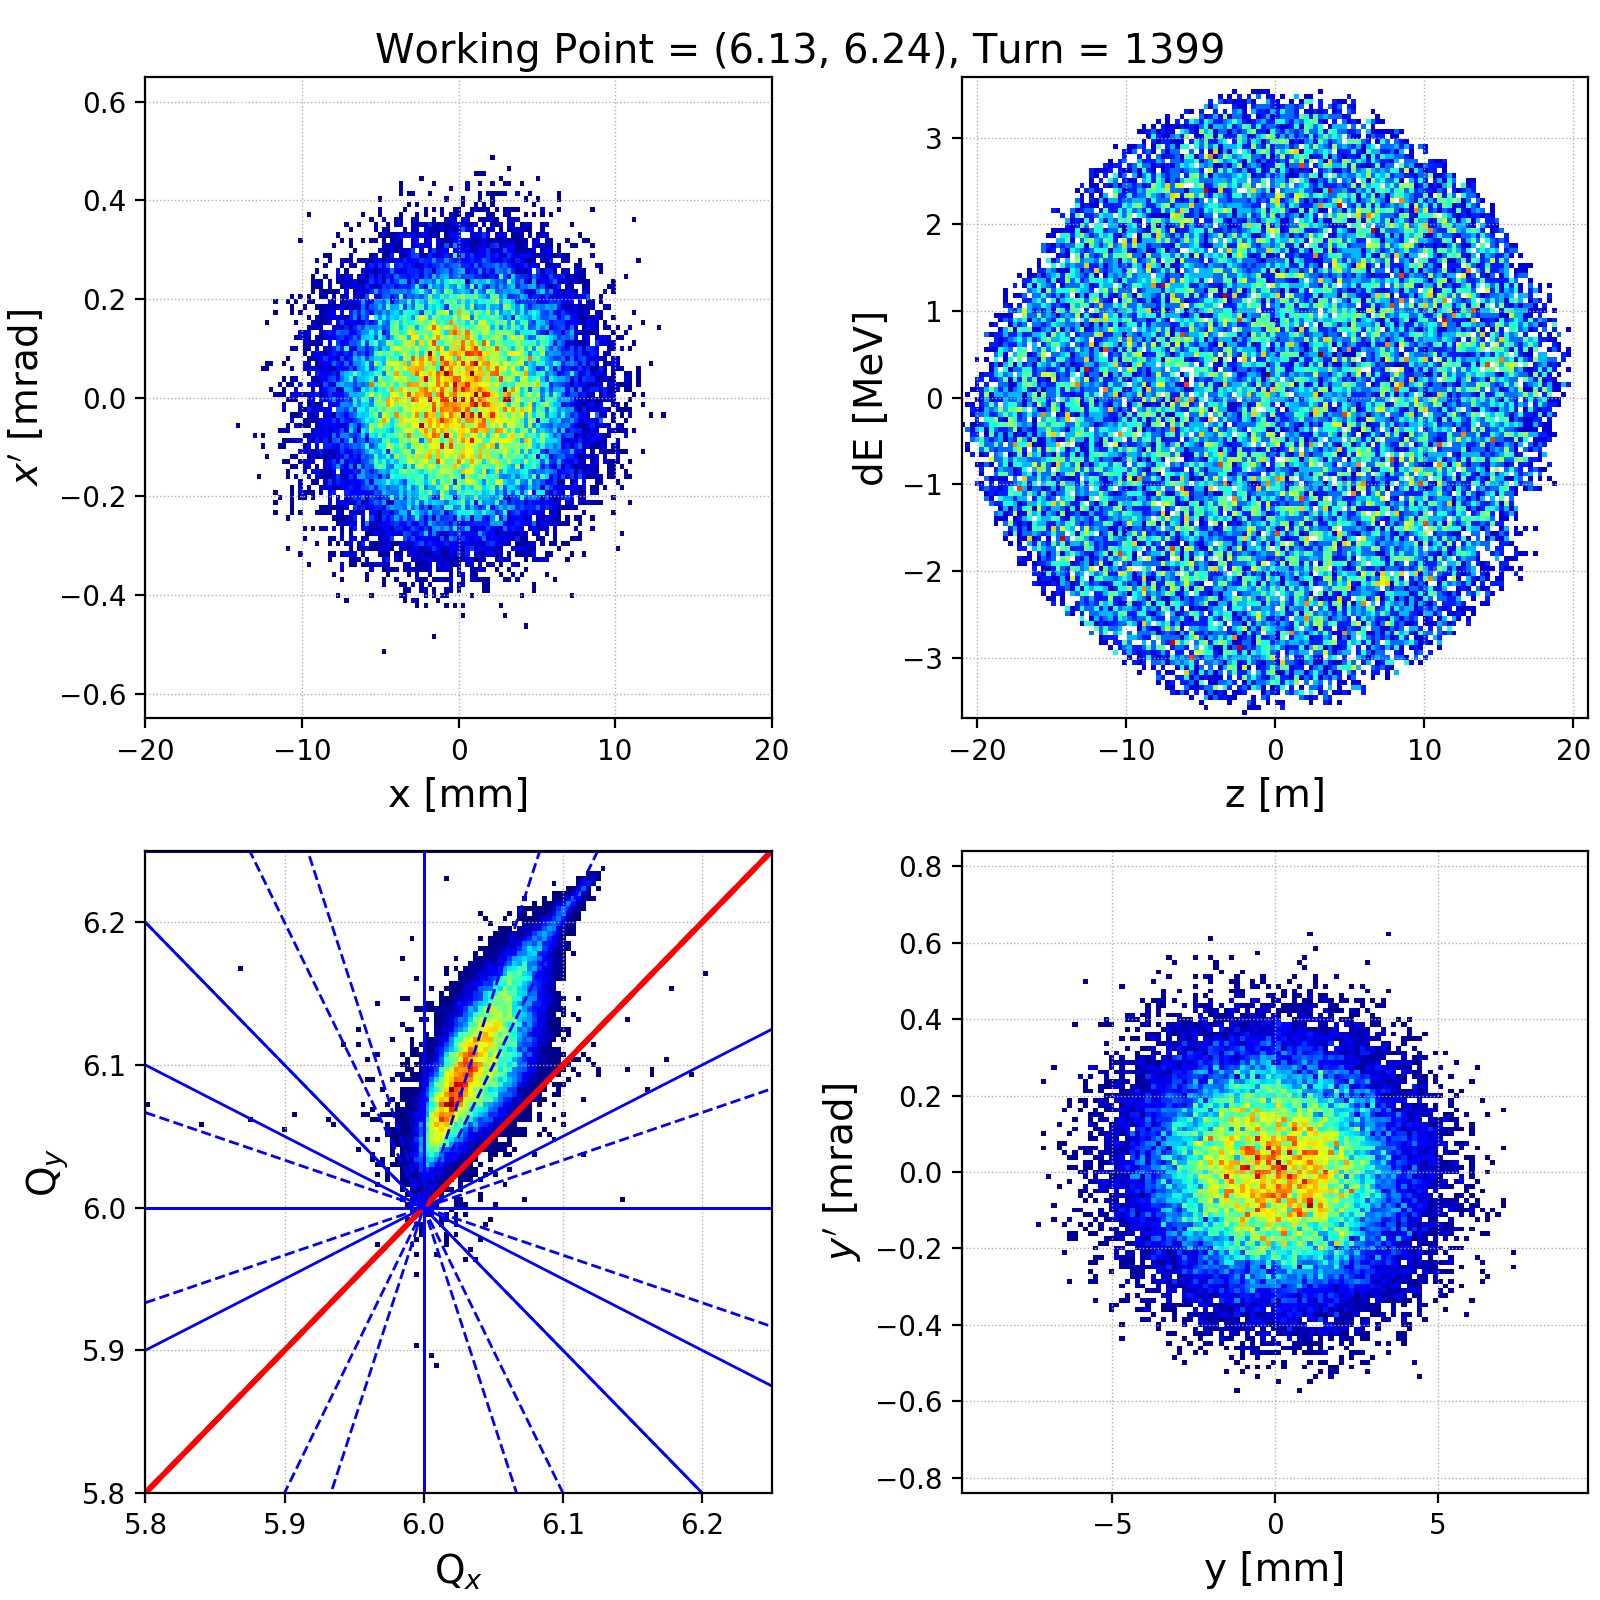 Working Point = (6.13, 6.24), Turn = 1399
0.6
0.4
0.2
0.0
−0.2
−0.4
−0.6
x′ [mrad]
−20 −10 0 10 20
x [mm]
3
2
1
0
−1
−2
−3
dE [MeV]
−20 −10 0 10 20
z [m]
6.2
6.1
6.0
5.9
5.8
Qy
5.8 5.9 6.0 6.1 6.2
Qx
0.8
0.6
0.4
0.2
0.0
−0.2
−0.4
−0.6
−0.8
y′ [mrad]
−5 0 5
y [mm]